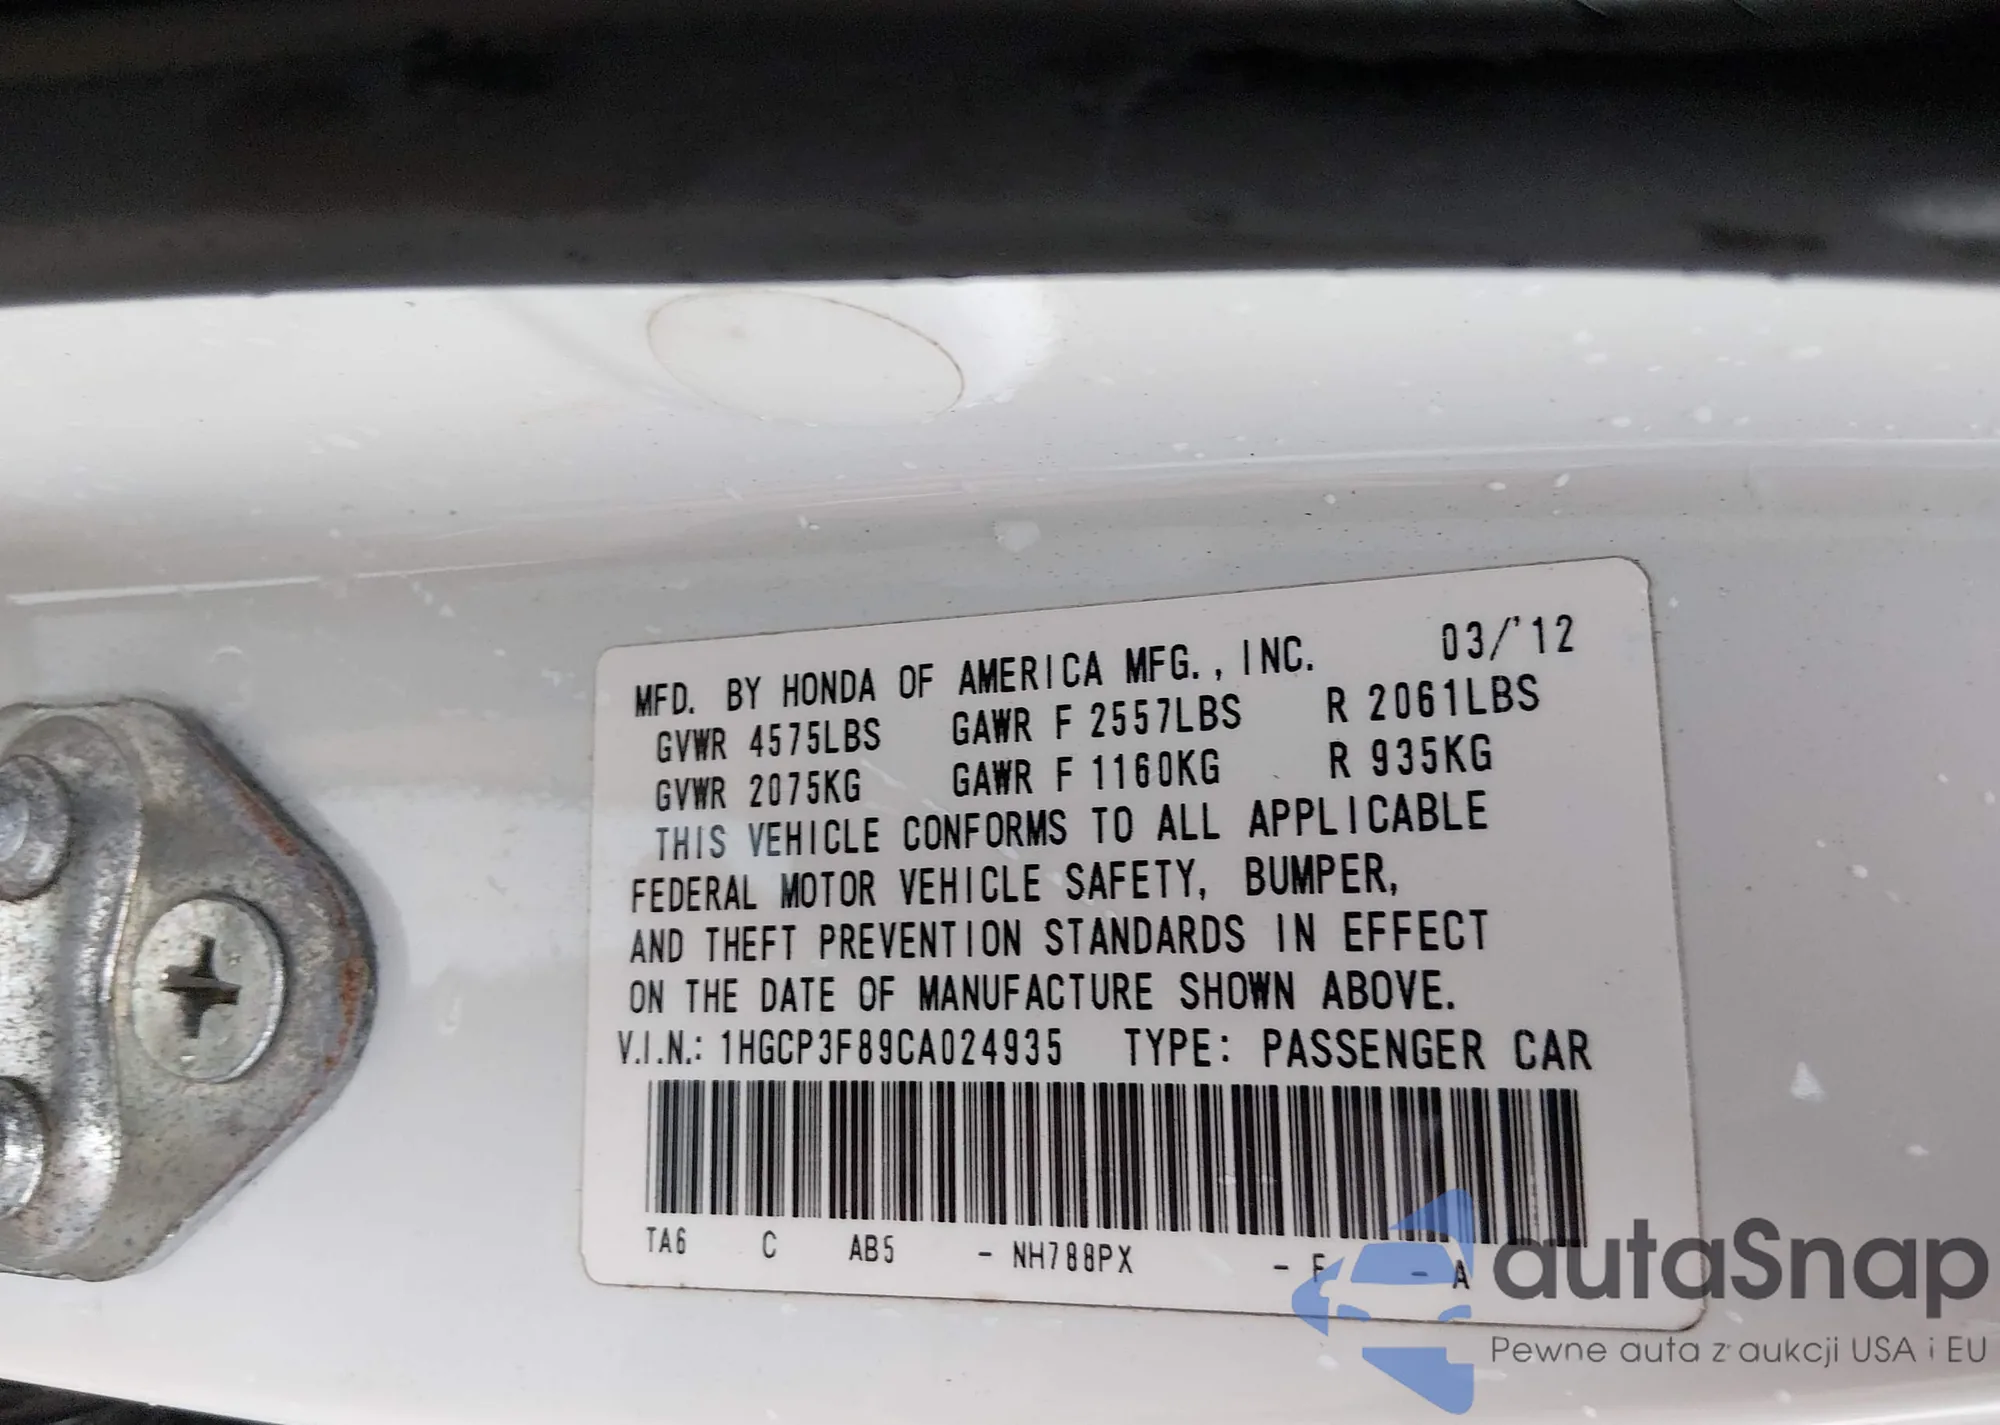 MFD. BY HONDA OF AMERICA MFG., INC. 03/'12
GVWR 4575LBS GAWR F 2557LBS R 2061LBS
GVWR 2075KG GAWR F 1160KG R 935KG
THIS VEHICLE CONFORMS TO ALL APPLICABLE
FEDERAL MOTOR VEHICLE SAFETY, BUMPER,
AND THEFT PREVENTION STANDARDS IN EFFECT
ON THE DATE OF MANUFACTURE SHOWN ABOVE.
V.I.N.: 1HGCP3F89CA024935 TYPE: PASSENGER CAR
TA6 C AB5 - NH788PX - F - A
autaSnap
Pewne auta z aukcji USA i EU